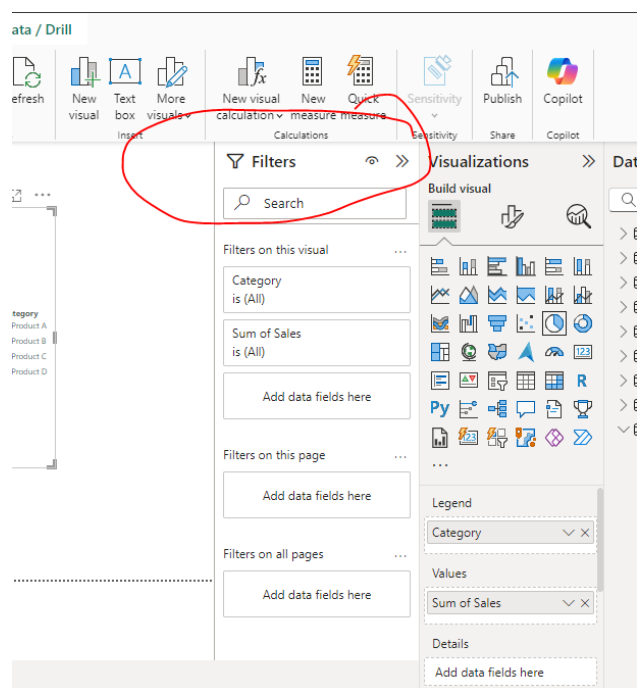 ata / Drill
efresh
New visual
Text box
More visuals
New visual calculation
New measure
Quick measure
Sensitivity
Publish
Copilot
Insert
Calculations
Sensitivity
Share
Copilot
Filters
Search
Filters on this visual
...
Category
is (All)
Sum of Sales
is (All)
Add data fields here
Filters on this page
...
Add data fields here
Filters on all pages
...
Add data fields here
Visualizations
Build visual
123
R
Py
123
...
Legend
Category
Values
Sum of Sales
Details
Add data fields here
Dat
...
tegory
Product A
Product B
Product C
Product D